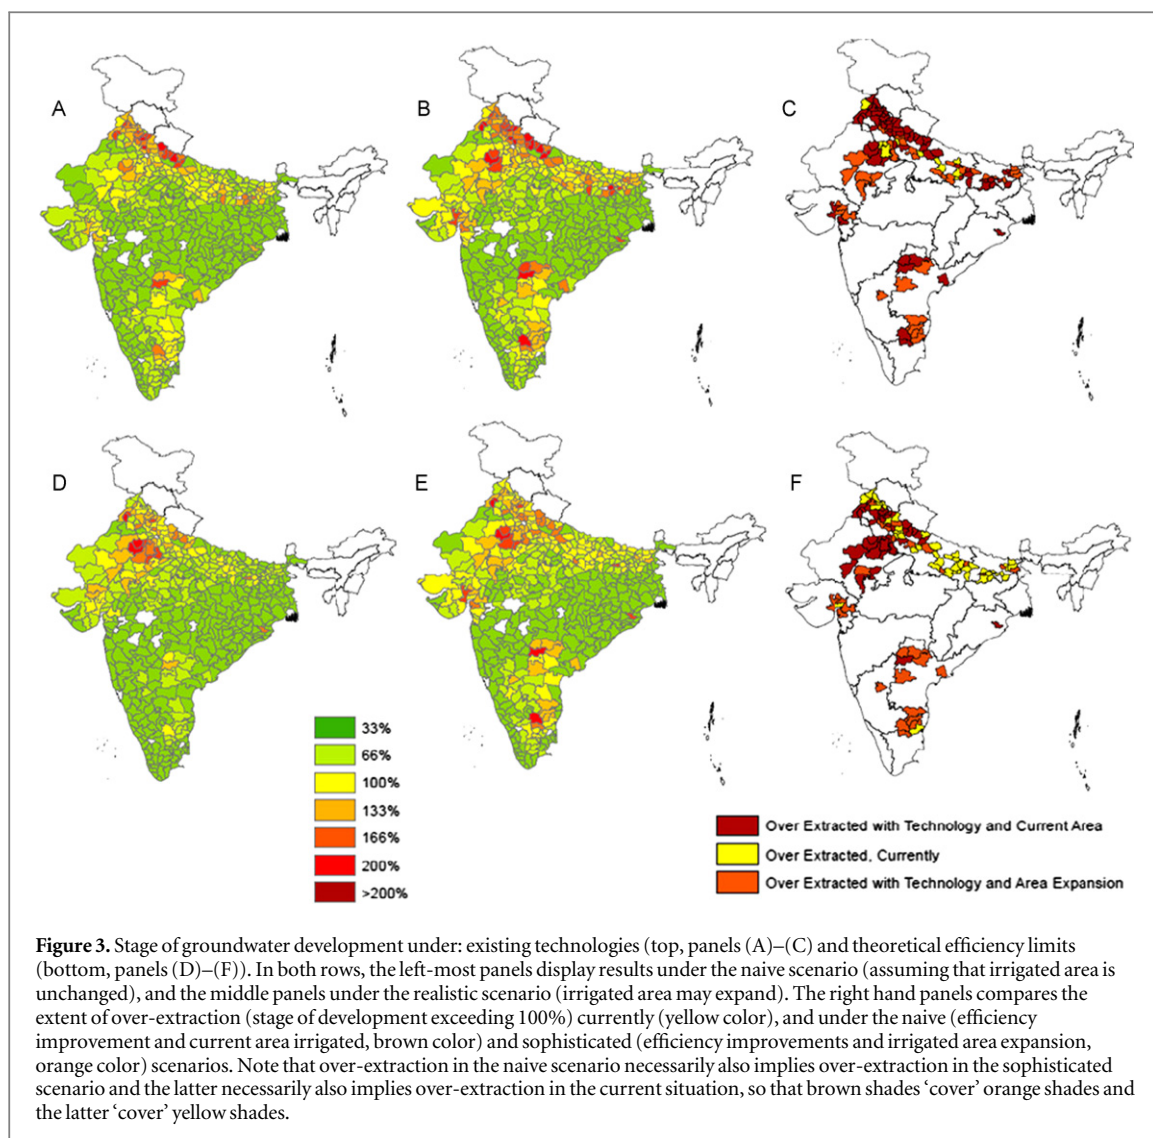 A
B
C
D
E
F
33%
66%
100%
133%
166%
200%
>200%
Over Extracted with Technology and Current Area
Over Extracted, Currently
Over Extracted with Technology and Area Expansion
Figure 3. Stage of groundwater development under: existing technologies (top, panels (A)–(C) and theoretical efficiency limits
(bottom, panels (D)–(F)). In both rows, the left-most panels display results under the naive scenario (assuming that irrigated area is
unchanged), and the middle panels under the realistic scenario (irrigated area may expand). The right hand panels compares the
extent of over-extraction (stage of development exceeding 100%) currently (yellow color), and under the naive (efficiency
improvement and current area irrigated, brown color) and sophisticated (efficiency improvements and irrigated area expansion,
orange color) scenarios. Note that over-extraction in the naive scenario necessarily also implies over-extraction in the sophisticated
scenario and the latter necessarily also implies over-extraction in the current situation, so that brown shades ‘cover’ orange shades and
the latter ‘cover’ yellow shades.